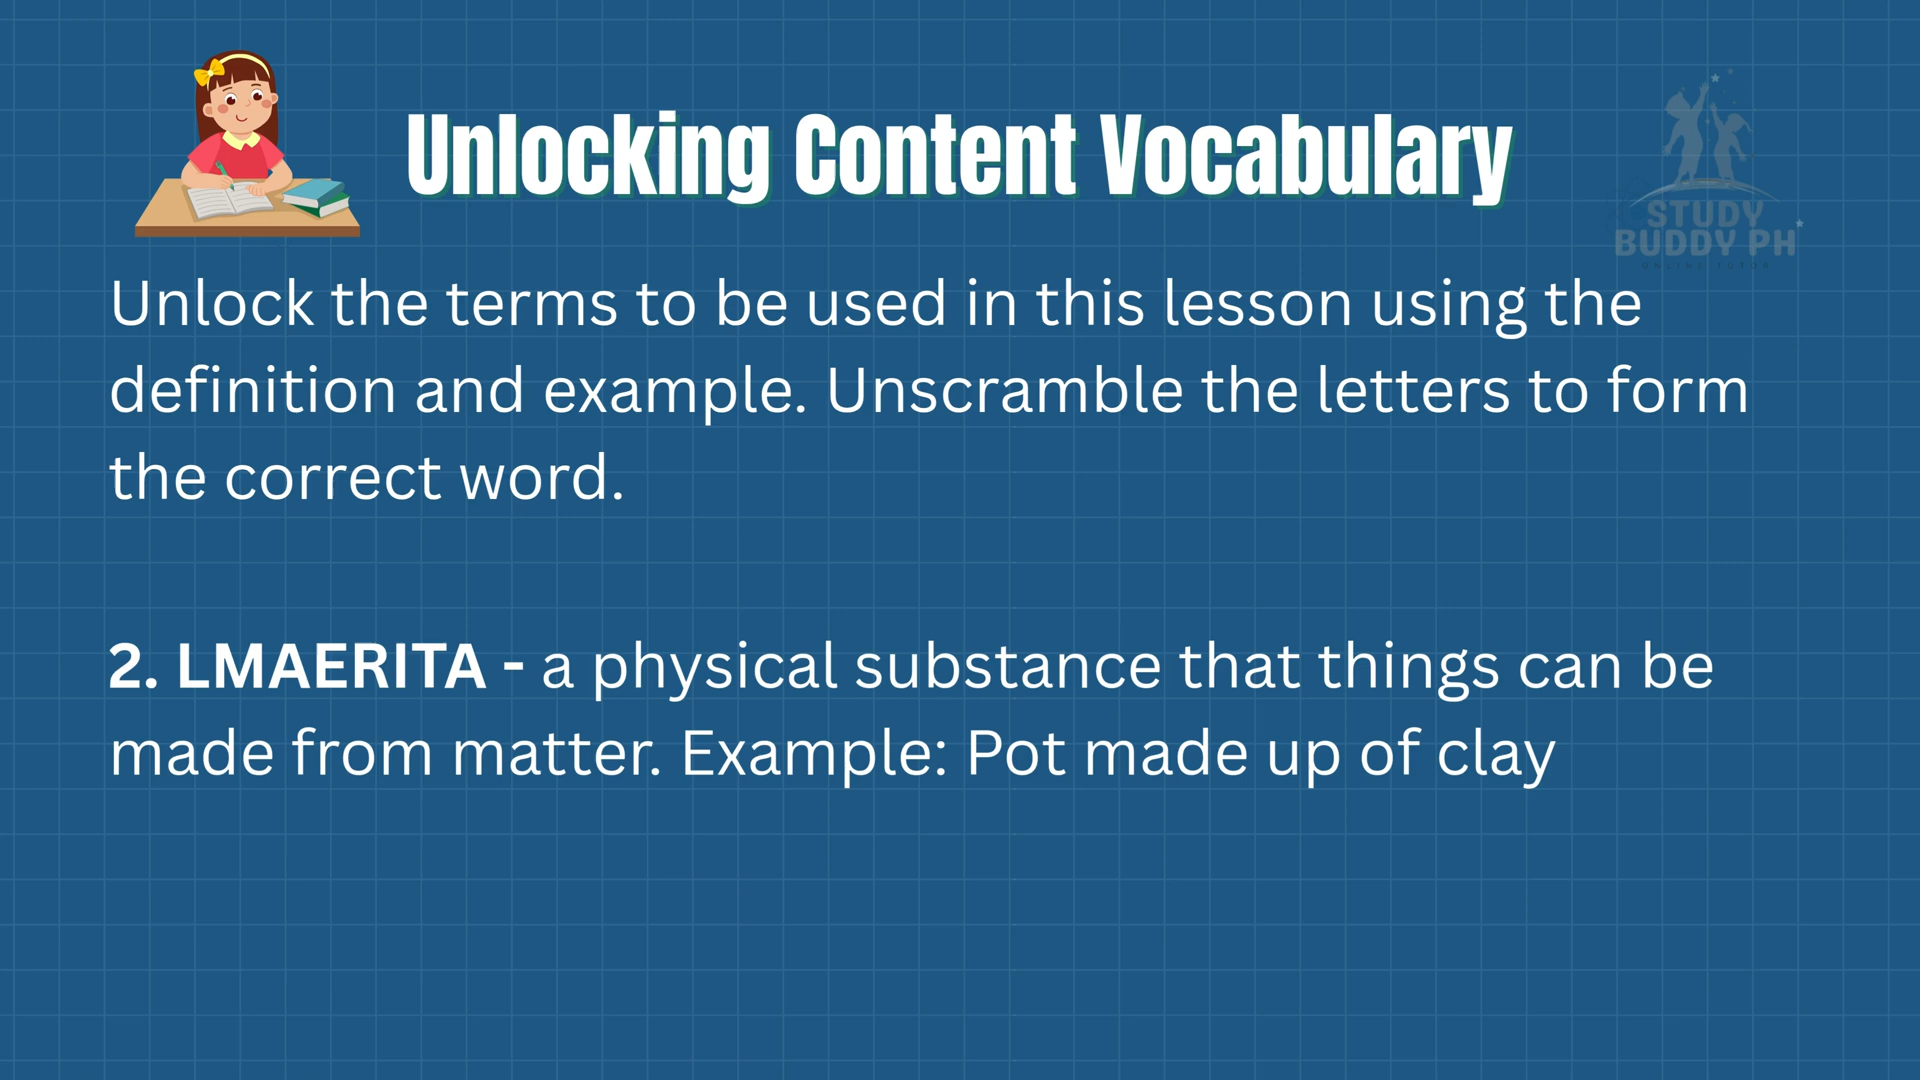 Unlocking Content Vocabulary
STUDY
BUDDY PH
ONLINE TUTOR
Unlock the terms to be used in this lesson using the
definition and example. Unscramble the letters to form
the correct word.
2. LMAERITA - a physical substance that things can be
made from matter. Example: Pot made up of clay